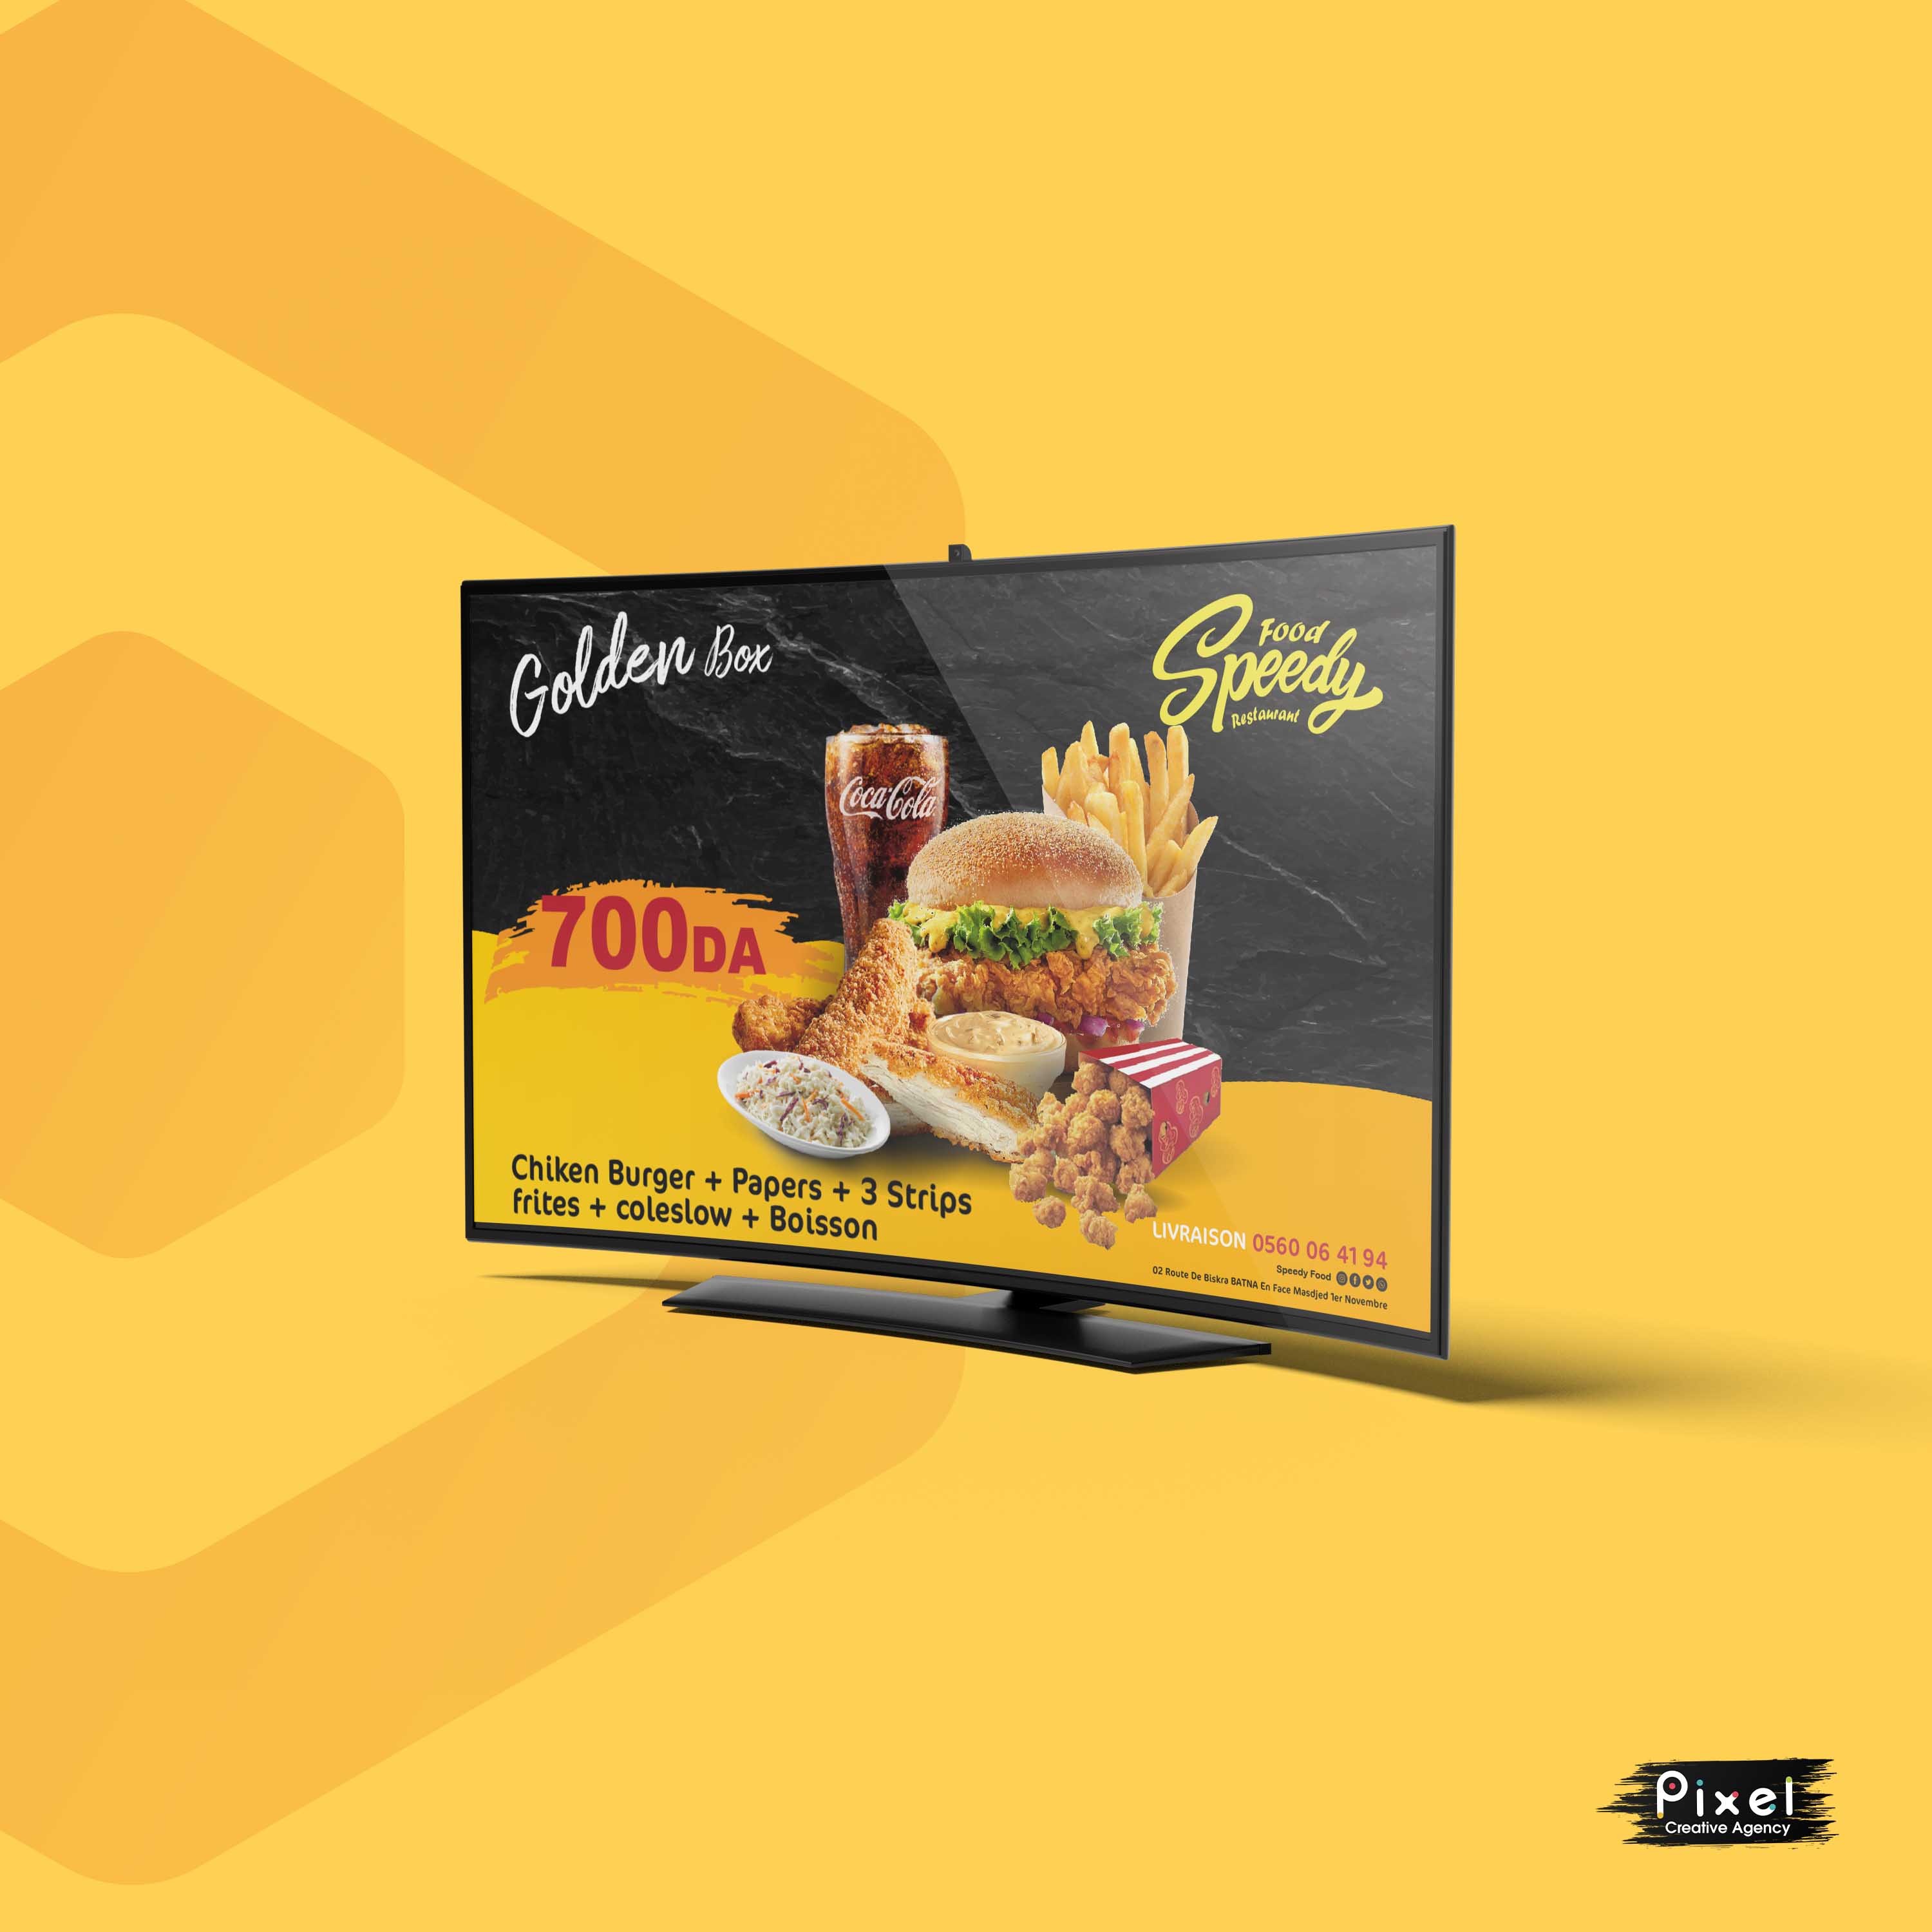 Golden Box
Food
Speedy
Restaurant
Coca-Cola
700DA
Chiken Burger + Papers + 3 Strips
frites + coleslow + Boisson
LIVRAISON 0560 06 41 94
Speedy Food
02 Route De Biskra BATNA En Face Masdjed 1er Novembre
Pixel
Creative Agency